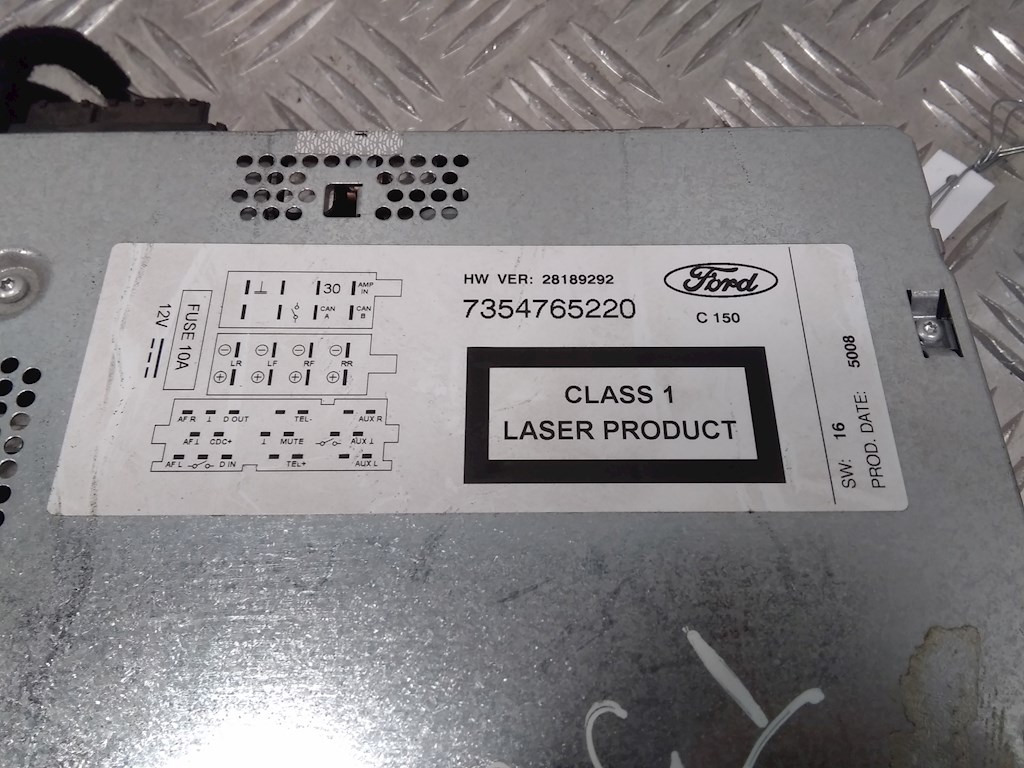 30 AMP IN
CAN A CAN B
FUSE 10A
12V
LR LF RF RR
AF R D OUT TEL- AUX R
AF CDC+ MUTE AUX
AF L D IN TEL+ AUX L
HW VER: 28189292
7354765220
Ford
C 150
CLASS 1
LASER PRODUCT
SW: 16
PROD. DATE: 5008